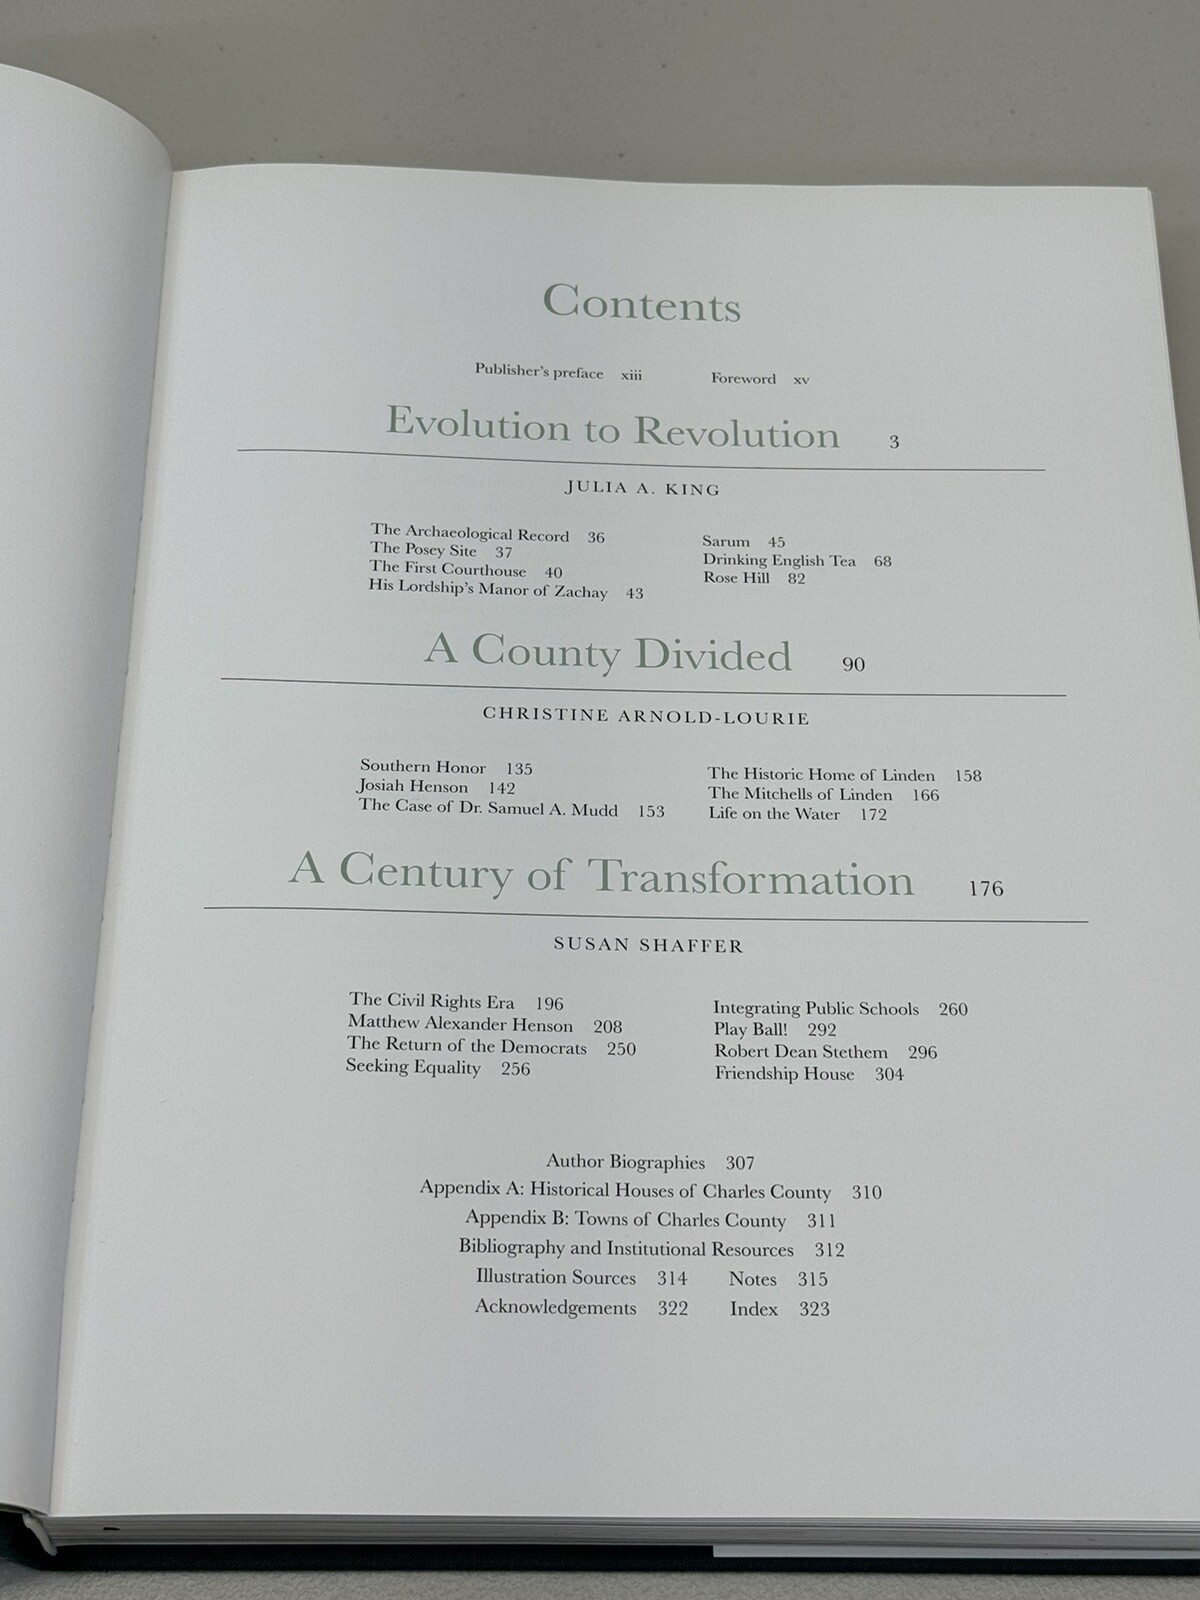 Contents
Publisher's preface xiii Foreword xv
Evolution to Revolution 3
JULIA A. KING
The Archaeological Record 36
The Posey Site 37
The First Courthouse 40
His Lordship's Manor of Zachay 43
Sarum 45
Drinking English Tea 68
Rose Hill 82
A County Divided 90
CHRISTINE ARNOLD-LOURIE
Southern Honor 135
Josiah Henson 142
The Case of Dr. Samuel A. Mudd 153
The Historic Home of Linden 158
The Mitchells of Linden 166
Life on the Water 172
A Century of Transformation 176
SUSAN SHAFFER
The Civil Rights Era 196
Matthew Alexander Henson 208
The Return of the Democrats 250
Seeking Equality 256
Integrating Public Schools 260
Play Ball! 292
Robert Dean Stethem 296
Friendship House 304
Author Biographies 307
Appendix A: Historical Houses of Charles County 310
Appendix B: Towns of Charles County 311
Bibliography and Institutional Resources 312
Illustration Sources 314 Notes 315
Acknowledgements 322 Index 323